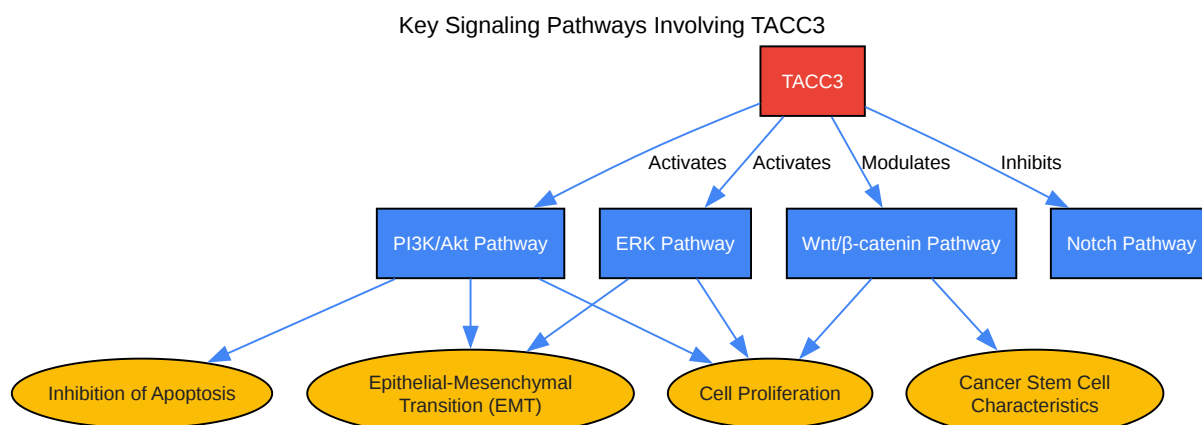 Key Signaling Pathways Involving TACC3
TACC3
Activates
Activates
Modulates
Inhibits
PI3K/Akt Pathway
ERK Pathway
Wnt/β-catenin Pathway
Notch Pathway
Inhibition of Apoptosis
Epithelial-Mesenchymal
Transition (EMT)
Cell Proliferation
Cancer Stem Cell
Characteristics